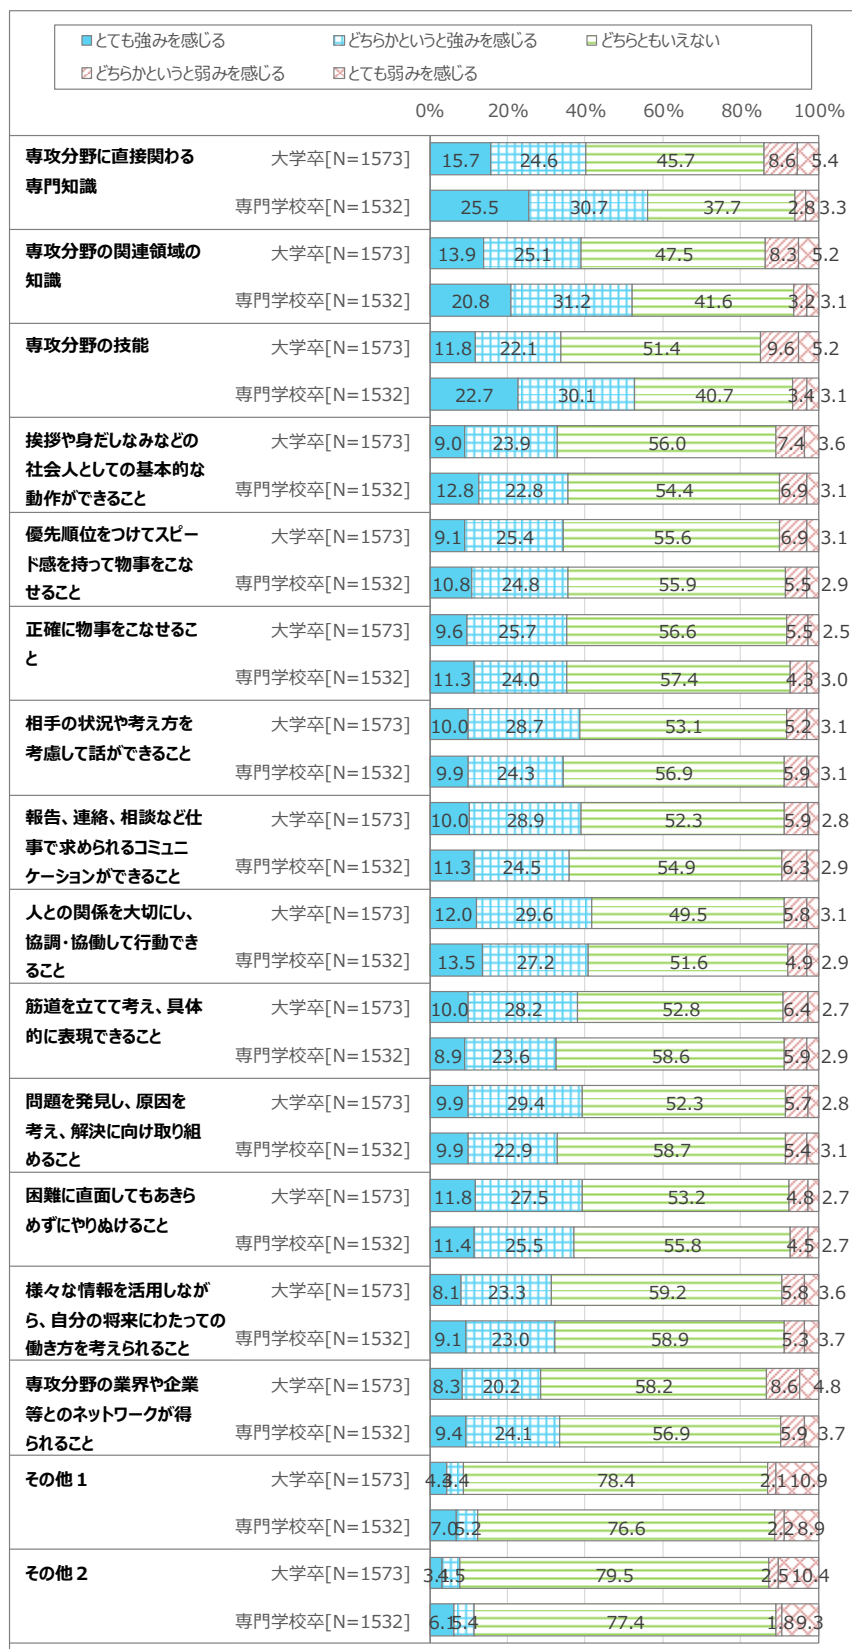 とても強みを感じる どちらかというと強みを感じる どちらともいえない
どちらかというと弱みを感じる とても弱みを感じる
0% 20% 40% 60% 80% 100%
専攻分野に直接関わる
専門知識
大学卒[N=1573] 15.7 24.6 45.7 8.6 5.4
専門学校卒[N=1532] 25.5 30.7 37.7 2.8 3.3
専攻分野の関連領域の
知識
大学卒[N=1573] 13.9 25.1 47.5 8.3 5.2
専門学校卒[N=1532] 20.8 31.2 41.6 3.2 3.1
専攻分野の技能
大学卒[N=1573] 11.8 22.1 51.4 9.6 5.2
専門学校卒[N=1532] 22.7 30.1 40.7 3.4 3.1
挨拶や身だしなみなどの
社会人としての基本的な
動作ができること
大学卒[N=1573] 9.0 23.9 56.0 7.4 3.6
専門学校卒[N=1532] 12.8 22.8 54.4 6.9 3.1
優先順位をつけてスピー
ド感を持って物事をこな
せること
大学卒[N=1573] 9.1 25.4 55.6 6.9 3.1
専門学校卒[N=1532] 10.8 24.8 55.9 5.5 2.9
正確に物事をこなせるこ
と
大学卒[N=1573] 9.6 25.7 56.6 5.5 2.5
専門学校卒[N=1532] 11.3 24.0 57.4 4.3 3.0
相手の状況や考え方を
考慮して話ができること
大学卒[N=1573] 10.0 28.7 53.1 5.2 3.1
専門学校卒[N=1532] 9.9 24.3 56.9 5.9 3.1
報告、連絡、相談など仕
事で求められるコミュニ
ケーションができること
大学卒[N=1573] 10.0 28.9 52.3 5.9 2.8
専門学校卒[N=1532] 11.3 24.5 54.9 6.3 2.9
人との関係を大切にし、
協調・協働して行動でき
ること
大学卒[N=1573] 12.0 29.6 49.5 5.8 3.1
専門学校卒[N=1532] 13.5 27.2 51.6 4.9 2.9
筋道を立てて考え、具体
的に表現できること
大学卒[N=1573] 10.0 28.2 52.8 6.4 2.7
専門学校卒[N=1532] 8.9 23.6 58.6 5.9 2.9
問題を発見し、原因を
考え、解決に向け取り組
めること
大学卒[N=1573] 9.9 29.4 52.3 5.7 2.8
専門学校卒[N=1532] 9.9 22.9 58.7 5.4 3.1
困難に直面してもあきら
めずにやりぬけること
大学卒[N=1573] 11.8 27.5 53.2 4.8 2.7
専門学校卒[N=1532] 11.4 25.5 55.8 4.5 2.7
様々な情報を活用しなが
ら、自分の将来にわたっての
働き方を考えられること
大学卒[N=1573] 8.1 23.3 59.2 5.8 3.6
専門学校卒[N=1532] 9.1 23.0 58.9 5.3 3.7
専攻分野の業界や企業
等とのネットワークが得
られること
大学卒[N=1573] 8.3 20.2 58.2 8.6 4.8
専門学校卒[N=1532] 9.4 24.1 56.9 5.9 3.7
その他1
大学卒[N=1573] 4.3 4.4 78.4 2.1 10.9
専門学校卒[N=1532] 7.0 5.2 76.6 2.2 8.9
その他2
大学卒[N=1573] 3.1 4.5 79.5 2.5 10.4
専門学校卒[N=1532] 6.1 5.4 77.4 1.8 9.3